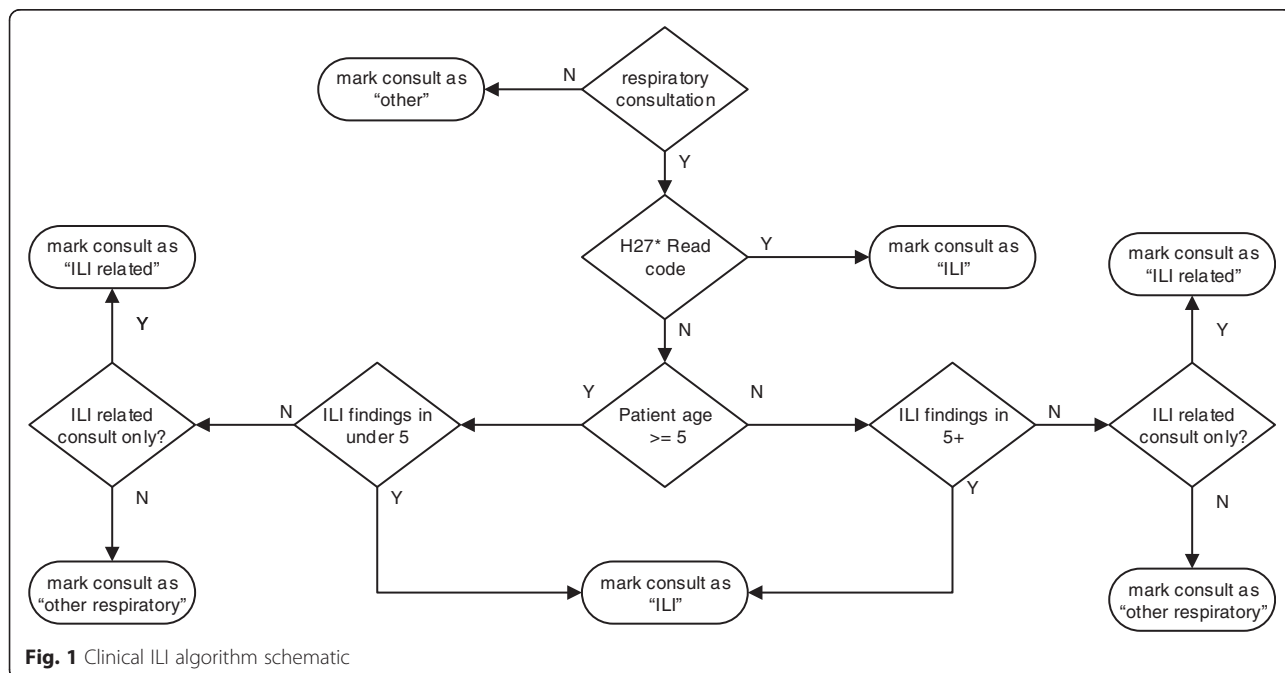 mark consult as
“other”
N
respiratory
consultation
Y
H27* Read
code
Y
mark consult as
“ILI”
N
mark consult as
“ILI related”
Y
ILI related
consult only?
N
mark consult as
“other respiratory”
N
ILI findings in
under 5
Y
Y
Patient age
>= 5
N
ILI findings in
5+
Y
N
mark consult as
“ILI”
mark consult as
“ILI related”
Y
ILI related
consult only?
N
mark consult as
“other respiratory”
Fig. 1 Clinical ILI algorithm schematic